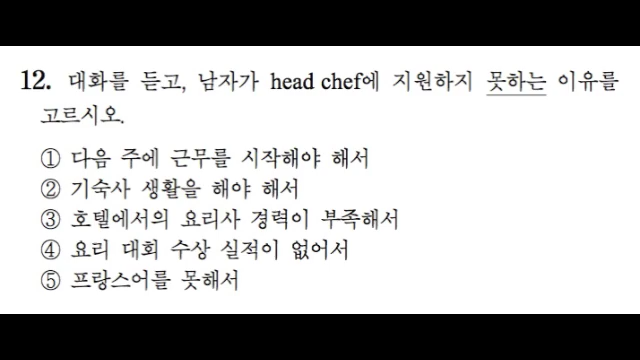 12. 대화를 듣고, 남자가 head chef에 지원하지 못하는 이유를
고르시오.
① 다음 주에 근무를 시작해야 해서
② 기숙사 생활을 해야 해서
③ 호텔에서의 요리사 경력이 부족해서
④ 요리 대회 수상 실적이 없어서
⑤ 프랑스어를 못해서